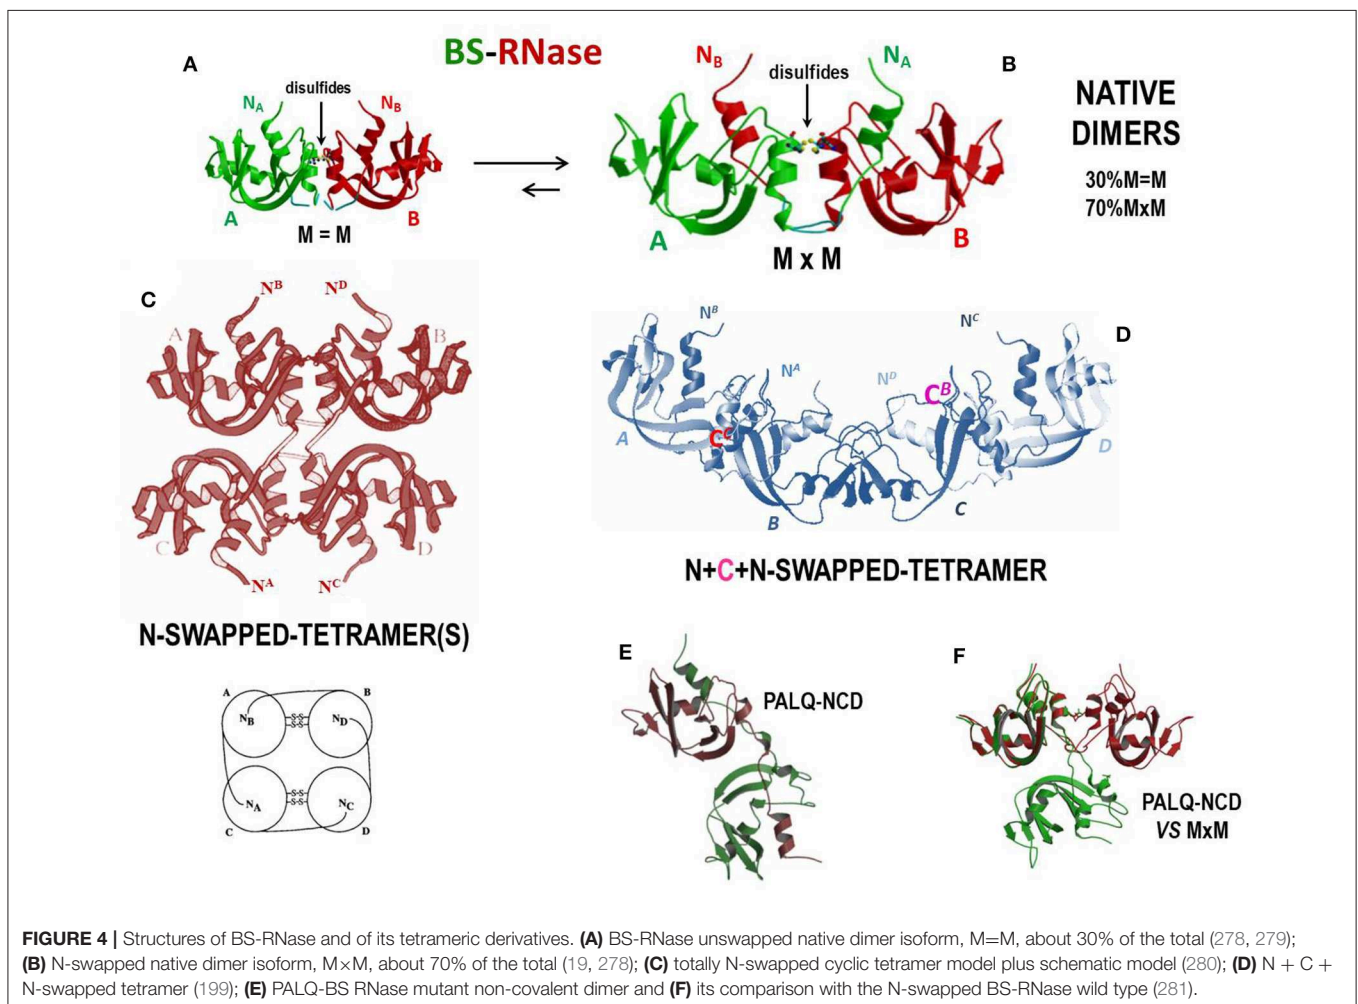 BS-RNase
A
disulfides
NA
NB
A
B
M = M
NB
NA
disulfides
B
A
B
M x M
NATIVE
DIMERS
30%M=M
70%MxM
C
NB
ND
A
B
C
D
NA
NC
N-SWAPPED-TETRAMER(S)
A
B
NB
S-S
S-S
ND
NA
S-S
S-S
NC
C
D
D
NB
NC
NA
ND
CB
A
CC
D
B
C
N+C+N-SWAPPED-TETRAMER
E
PALQ-NCD
F
PALQ-NCD
VS MxM
FIGURE 4 | Structures of BS-RNase and of its tetrameric derivatives. (A) BS-RNase unswapped native dimer isoform, M=M, about 30% of the total (278, 279);
(B) N-swapped native dimer isoform, M×M, about 70% of the total (19, 278); (C) totally N-swapped cyclic tetramer model plus schematic model (280); (D) N + C +
N-swapped tetramer (199); (E) PALQ-BS RNase mutant non-covalent dimer and (F) its comparison with the N-swapped BS-RNase wild type (281).